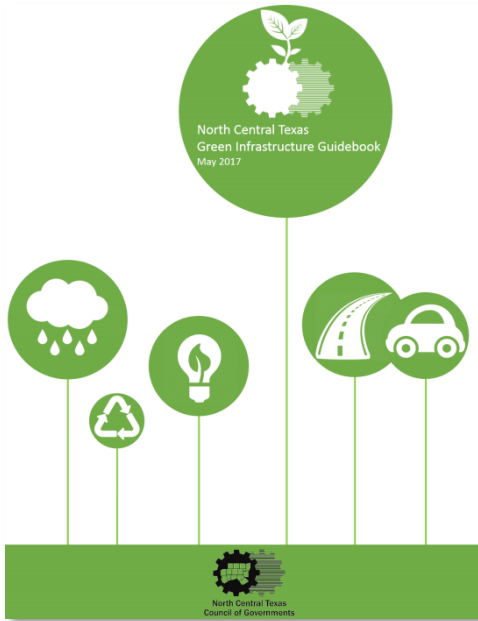 North Central Texas
Green Infrastructure Guidebook
May 2017
North Central Texas
Council of Governments